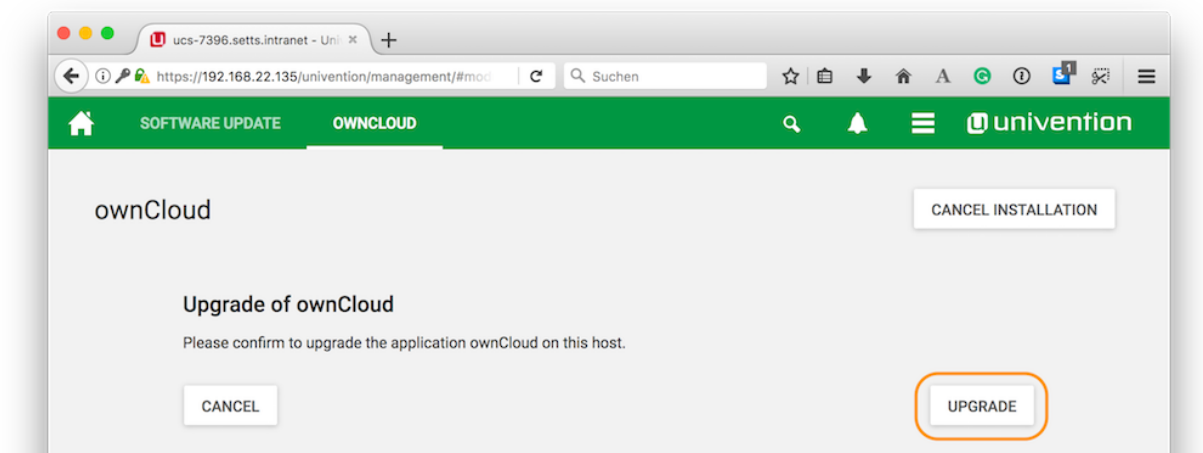 ucs-7396.setts.intranet - Uni
https://192.168.22.135/univention/management/#mod
Suchen
1
SOFTWARE UPDATE
OWNCLOUD
univention
ownCloud
CANCEL INSTALLATION
Upgrade of ownCloud
Please confirm to upgrade the application ownCloud on this host.
CANCEL
UPGRADE